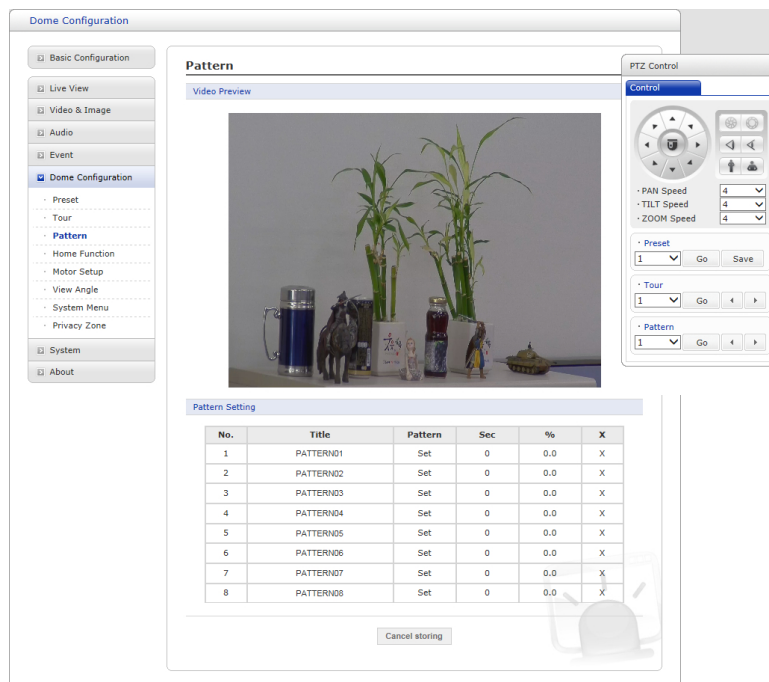 Dome Configuration
Basic Configuration
Live View
Video & Image
Audio
Event
Dome Configuration
· Preset
· Tour
· Pattern
· Home Function
· Motor Setup
· View Angle
· System Menu
· Privacy Zone
System
About
Pattern
Video Preview
Pattern Setting
No. Title Pattern Sec % X
1 PATTERN01 Set 0 0.0 X
2 PATTERN02 Set 0 0.0 X
3 PATTERN03 Set 0 0.0 X
4 PATTERN04 Set 0 0.0 X
5 PATTERN05 Set 0 0.0 X
6 PATTERN06 Set 0 0.0 X
7 PATTERN07 Set 0 0.0 X
8 PATTERN08 Set 0 0.0 X
Cancel storing
PTZ Control
Control
· PAN Speed 4
· TILT Speed 4
· ZOOM Speed 4
· Preset
1 Go Save
· Tour
1 Go
· Pattern
1 Go